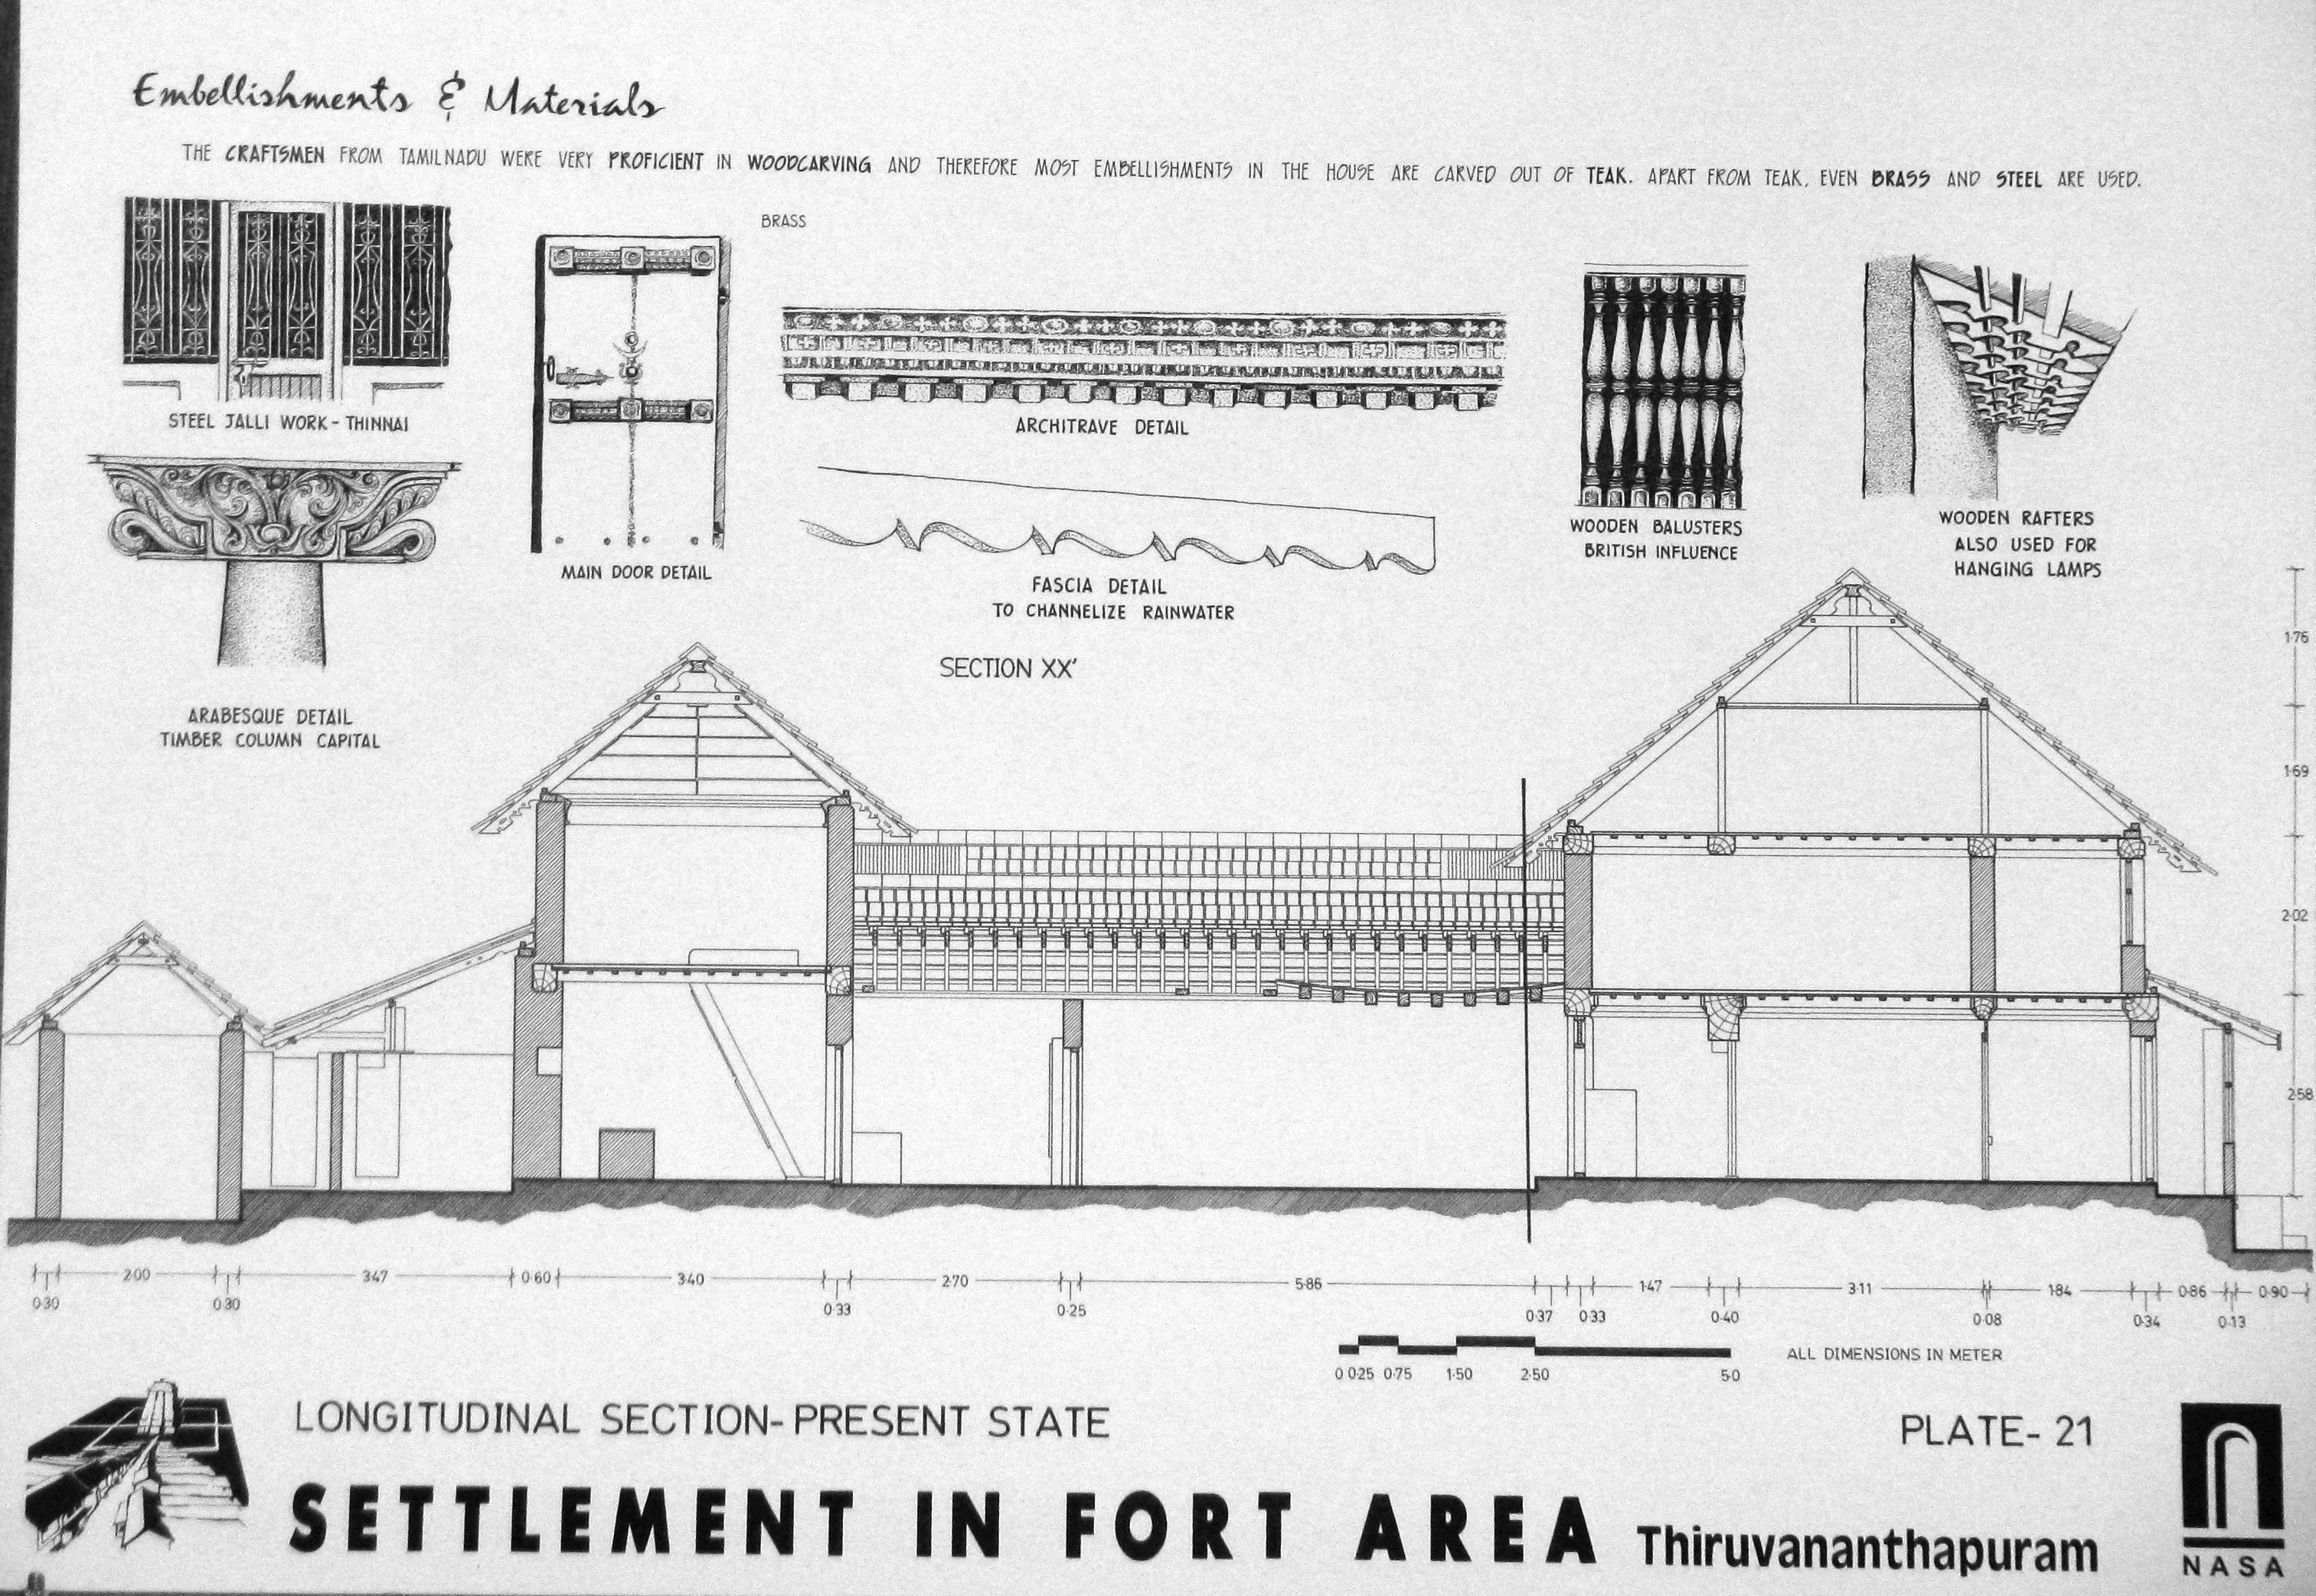 Embellishments & Materials
THE CRAFTSMEN FROM TAMILNADU WERE VERY PROFICIENT IN WOODCARVING AND THEREFORE MOST EMBELLISHMENTS IN THE HOUSE ARE CARVED OUT OF TEAK. APART FROM TEAK, EVEN BRASS AND STEEL ARE USED.
BRASS
STEEL JALLI WORK - THINNAI
ARCHITRAVE DETAIL
WOODEN BALUSTERS
BRITISH INFLUENCE
WOODEN RAFTERS
ALSO USED FOR
HANGING LAMPS
MAIN DOOR DETAIL
FASCIA DETAIL
TO CHANNELIZE RAINWATER
ARABESQUE DETAIL
TIMBER COLUMN CAPITAL
SECTION XX'
1·76
1·69
2·02
2·58
2·00 3·47 0·60 3·40 2·70 5·86 1·47 3·11 1·84 0·86 0·90
0·30 0·30 0·33 0·25 0·37 0·33 0·40 0·08 0·34 0·13
0 0·25 0·75 1·50 2·50 5·0
ALL DIMENSIONS IN METER
LONGITUDINAL SECTION- PRESENT STATE
PLATE- 21
SETTLEMENT IN FORT AREA Thiruvananthapuram
NASA